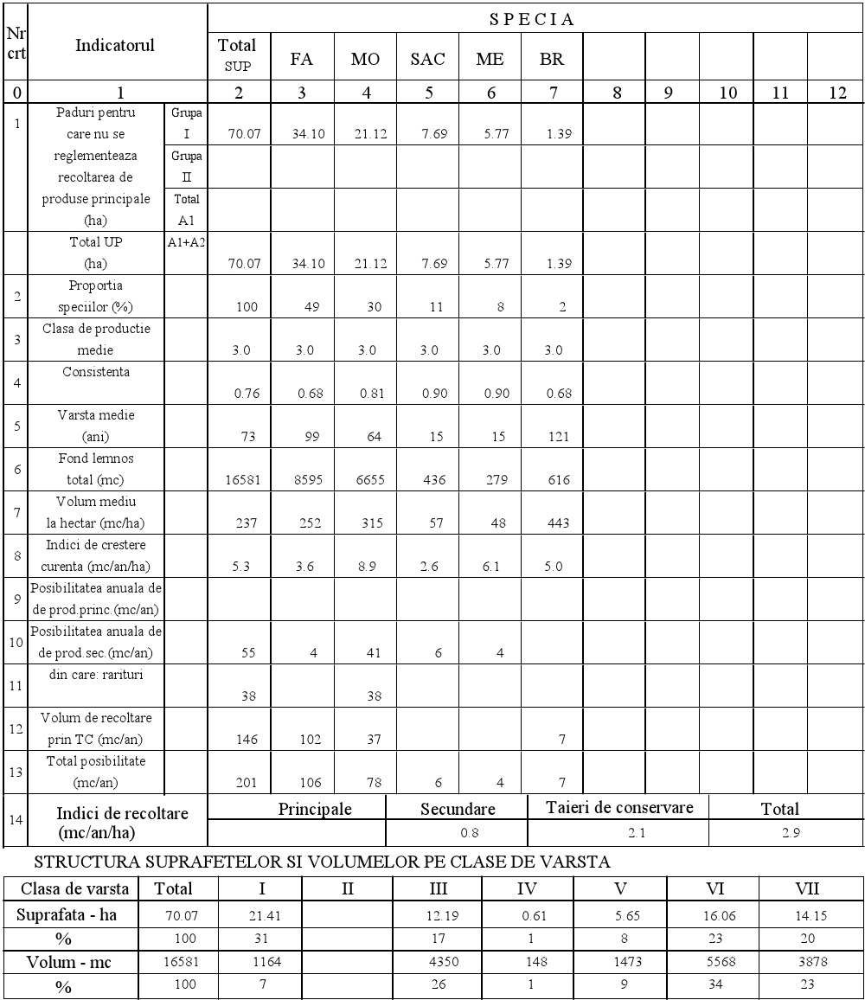 Nr crt Indicatorul S P E C I A
Total SUP FA MO SAC ME BR
0 1 2 3 4 5 6 7 8 9 10 11 12
1 Paduri pentru Grupa
care nu se I 70.07 34.10 21.12 7.69 5.77 1.39
reglementeaza Grupa
recoltarea de II
produse principale Total
(ha) A1
Total UP A1+A2
(ha) 70.07 34.10 21.12 7.69 5.77 1.39
2 Proportia
speciilor (%) 100 49 30 11 8 2
3 Clasa de productie
medie 3.0 3.0 3.0 3.0 3.0 3.0
4 Consistenta
0.76 0.68 0.81 0.90 0.90 0.68
5 Varsta medie
(ani) 73 99 64 15 15 121
6 Fond lemnos
total (mc) 16581 8595 6655 436 279 616
7 Volum mediu
la hectar (mc/ha) 237 252 315 57 48 443
8 Indici de crestere
curenta (mc/an/ha) 5.3 3.6 8.9 2.6 6.1 5.0
9 Posibilitatea anuala de
de prod.princ.(mc/an)
10 Posibilitatea anuala de
de prod.sec.(mc/an) 55 4 41 6 4
11 din care: rarituri
38 38
12 Volum de recoltare
prin TC (mc/an) 146 102 37 7
13 Total posibilitate
(mc/an) 201 106 78 6 4 7
14 Indici de recoltare Principale Secundare Taieri de conservare Total
(mc/an/ha) 0.8 2.1 2.9
STRUCTURA SUPRAFETELOR SI VOLUMELOR PE CLASE DE VARSTA
Clasa de varsta Total I II III IV V VI VII
Suprafata - ha 70.07 21.41 12.19 0.61 5.65 16.06 14.15
% 100 31 17 1 8 23 20
Volum - mc 16581 1164 4350 148 1473 5568 3878
% 100 7 26 1 9 34 23